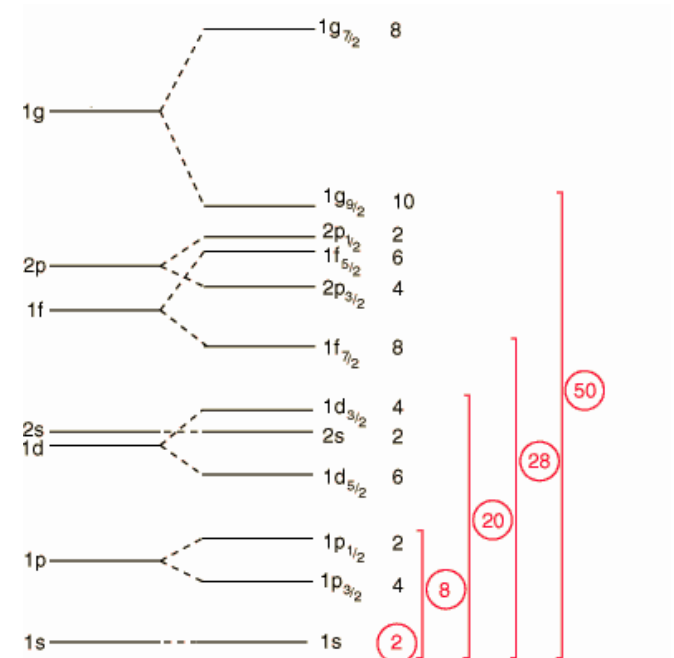 1g7/2 8
1g
1g9/2 10
2p1/2 2
1f5/2 6
2p
2p3/2 4
1f
1f7/2 8
50
1d3/2 4
2s
2s 2
1d
28
1d5/2 6
20
1p1/2 2
1p
1p3/2 4
8
1s
1s
2